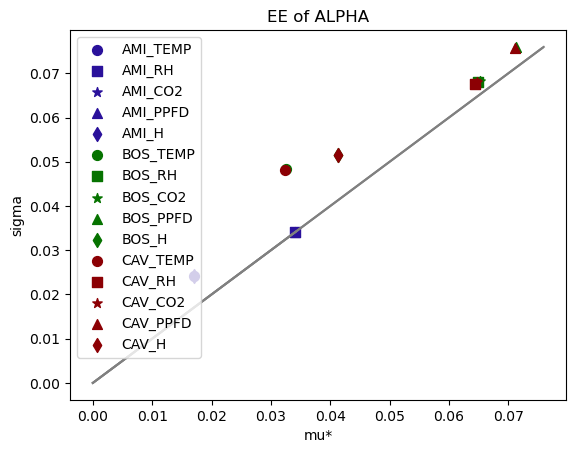 EE of ALPHA
sigma
0.07
0.06
0.05
0.04
0.03
0.02
0.01
0.00
AMI_TEMP
AMI_RH
AMI_CO2
AMI_PPFD
AMI_H
BOS_TEMP
BOS_RH
BOS_CO2
BOS_PPFD
BOS_H
CAV_TEMP
CAV_RH
CAV_CO2
CAV_PPFD
CAV_H
0.00 0.01 0.02 0.03 0.04 0.05 0.06 0.07
mu*